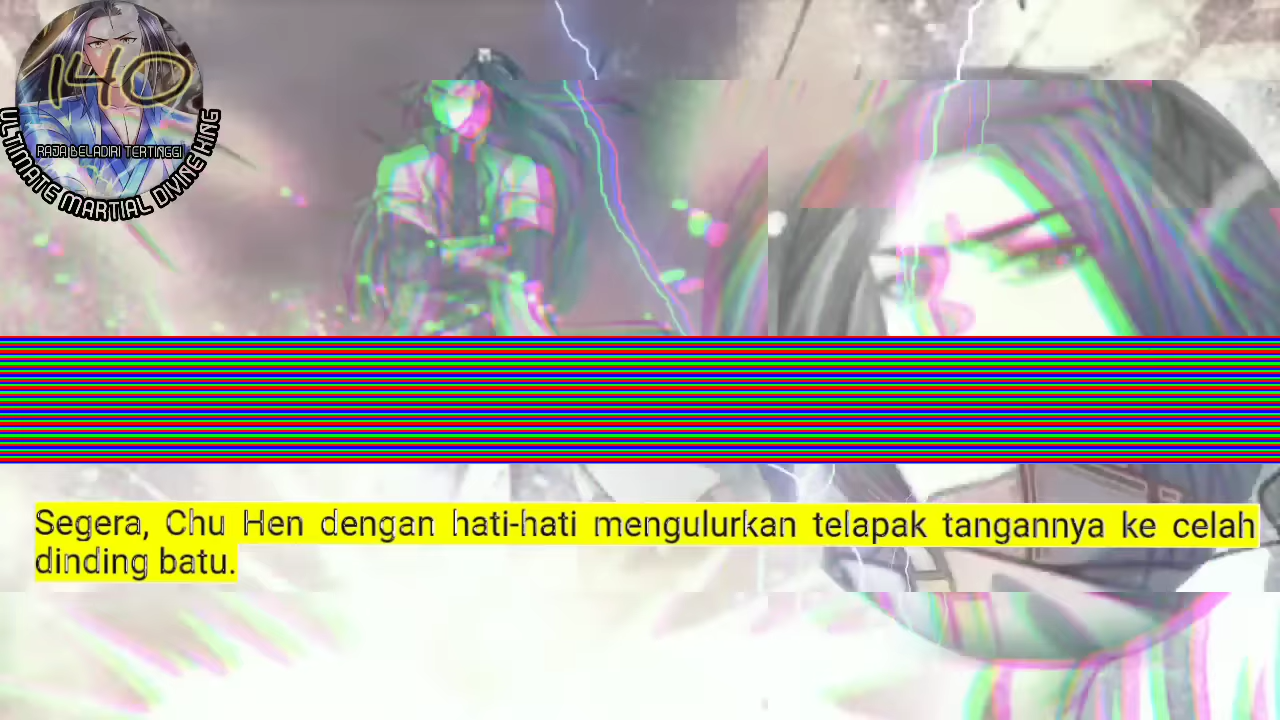 140
RAJA BELADIRI TERTINGGI
ULTIMATE MARTIAL DIVINE KING
Segera, Chu Hen dengan hati-hati mengulurkan telapak tangannya ke celah
dinding batu.